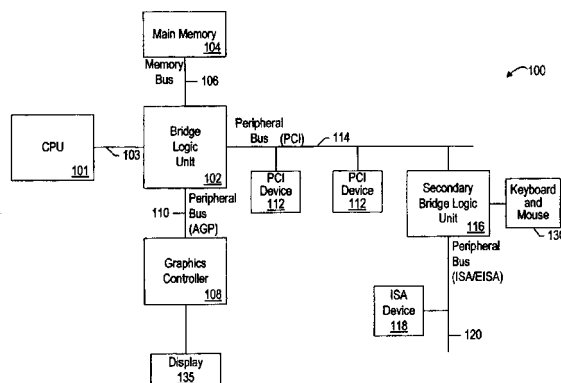 Main Memory
104
Memory
Bus
106
100
CPU
101
103
Bridge
Logic
Unit
102
Peripheral
Bus (PCI)
114
PCI
Device
112
PCI
Device
112
Secondary
Bridge Logic
Unit
116
Keyboard
and
Mouse
130
110
Peripheral
Bus
(AGP)
Peripheral
Bus
(ISA/EISA)
Graphics
Controller
108
ISA
Device
118
120
Display
135